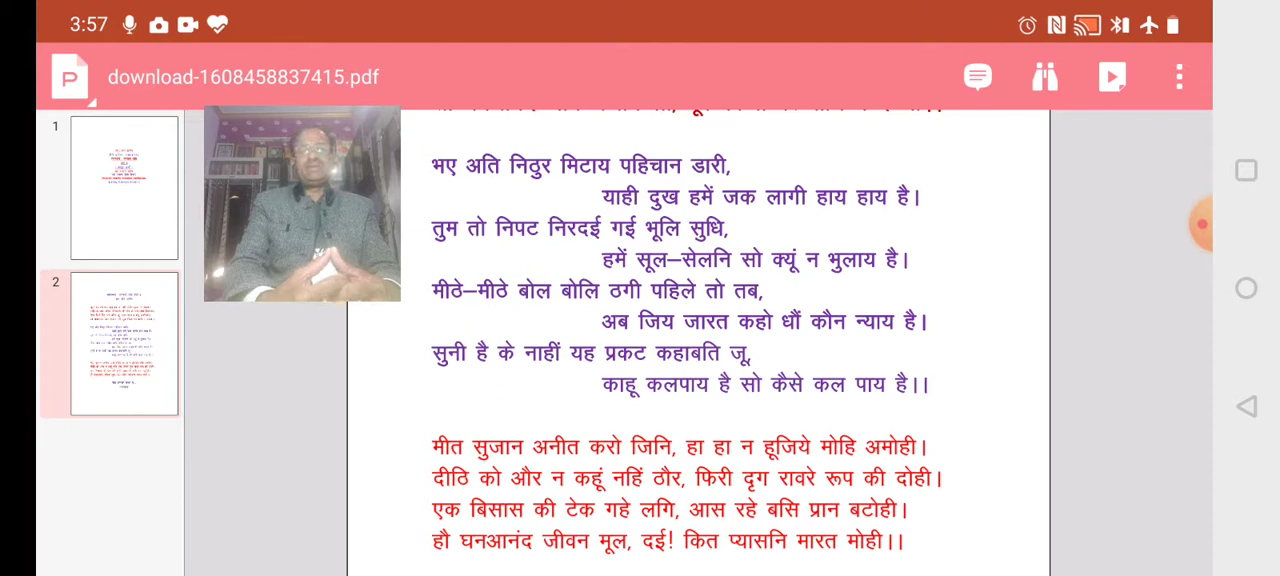 3:57
download-1608458837415.pdf
1
भए अति निठुर मिटाय पहिचान डारी,
याही दुख हमें जक लागी हाय हाय है।
तुम तो निपट निरदई गई भूलि सुधि,
हमें सूल–सेलनि सो क्यूं न भुलाय है।
मीठे–मीठे बोल बोलि ठगी पहिले तो तब,
अब जिय जारत कहो धौं कौन न्याय है।
सुनी है के नाहीं यह प्रकट कहाबति जू,
काहू कलपाय है सो कैसे कल पाय है।।
2
मीत सुजान अनीत करो जिनि, हा हा न हूजिये मोहि अमोही।
दीठि को और न कहूं नहिं ठौर, फिरी दृग रावरे रूप की दोही।
एक बिसास की टेक गहे लगि, आस रहे बसि प्रान बटोही।
हौ घनआनंद जीवन मूल, दई! कित प्यासनि मारत मोही।।